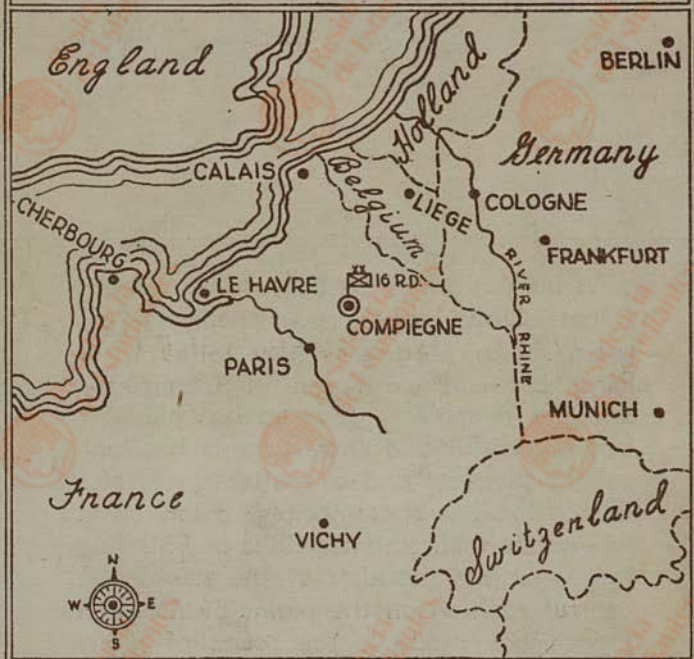 England
BERLIN
Holland
Germany
CALAIS
Belgium
LIEGE
COLOGNE
CHERBOURG
FRANKFURT
LE HAVRE
16 R.D.
RIVER RHINE
COMPIEGNE
PARIS
MUNICH
France
VICHY
Switzenland
N
W E
S